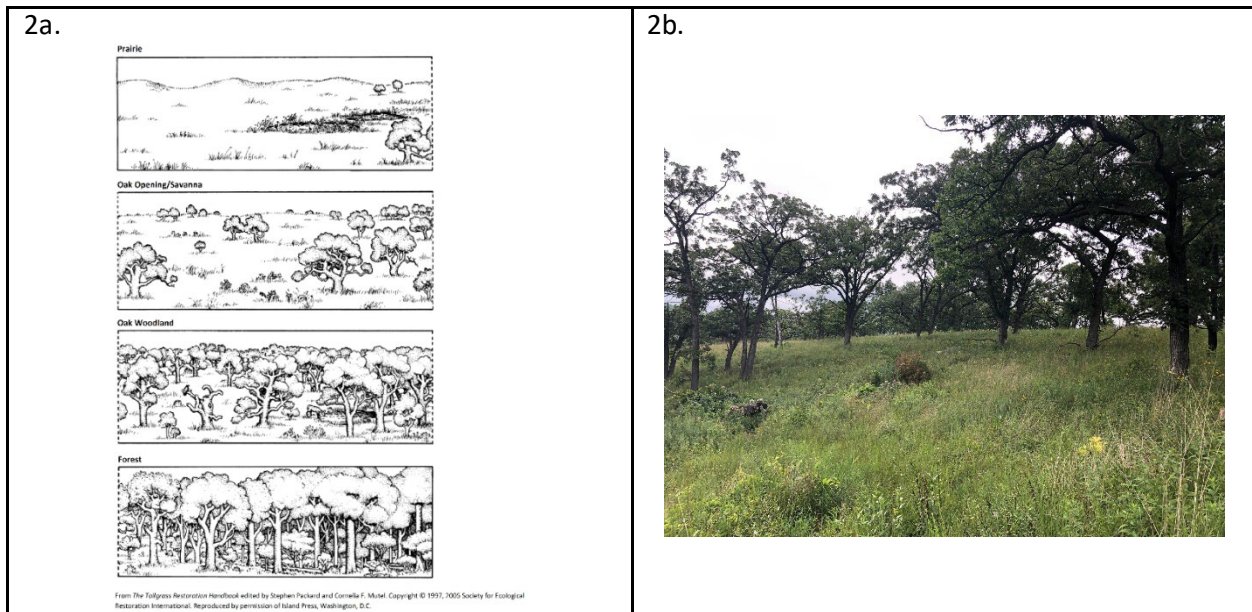 2a.
Prairie
Oak Opening/Savanna
Oak Woodland
Forest
From The Tallgrass Restoration Handbook edited by Stephen Packard and Cornelia F. Mutel. Copyright © 1997, 2005 Society for Ecological
Restoration International. Reproduced by permission of Island Press, Washington, D.C.
2b.